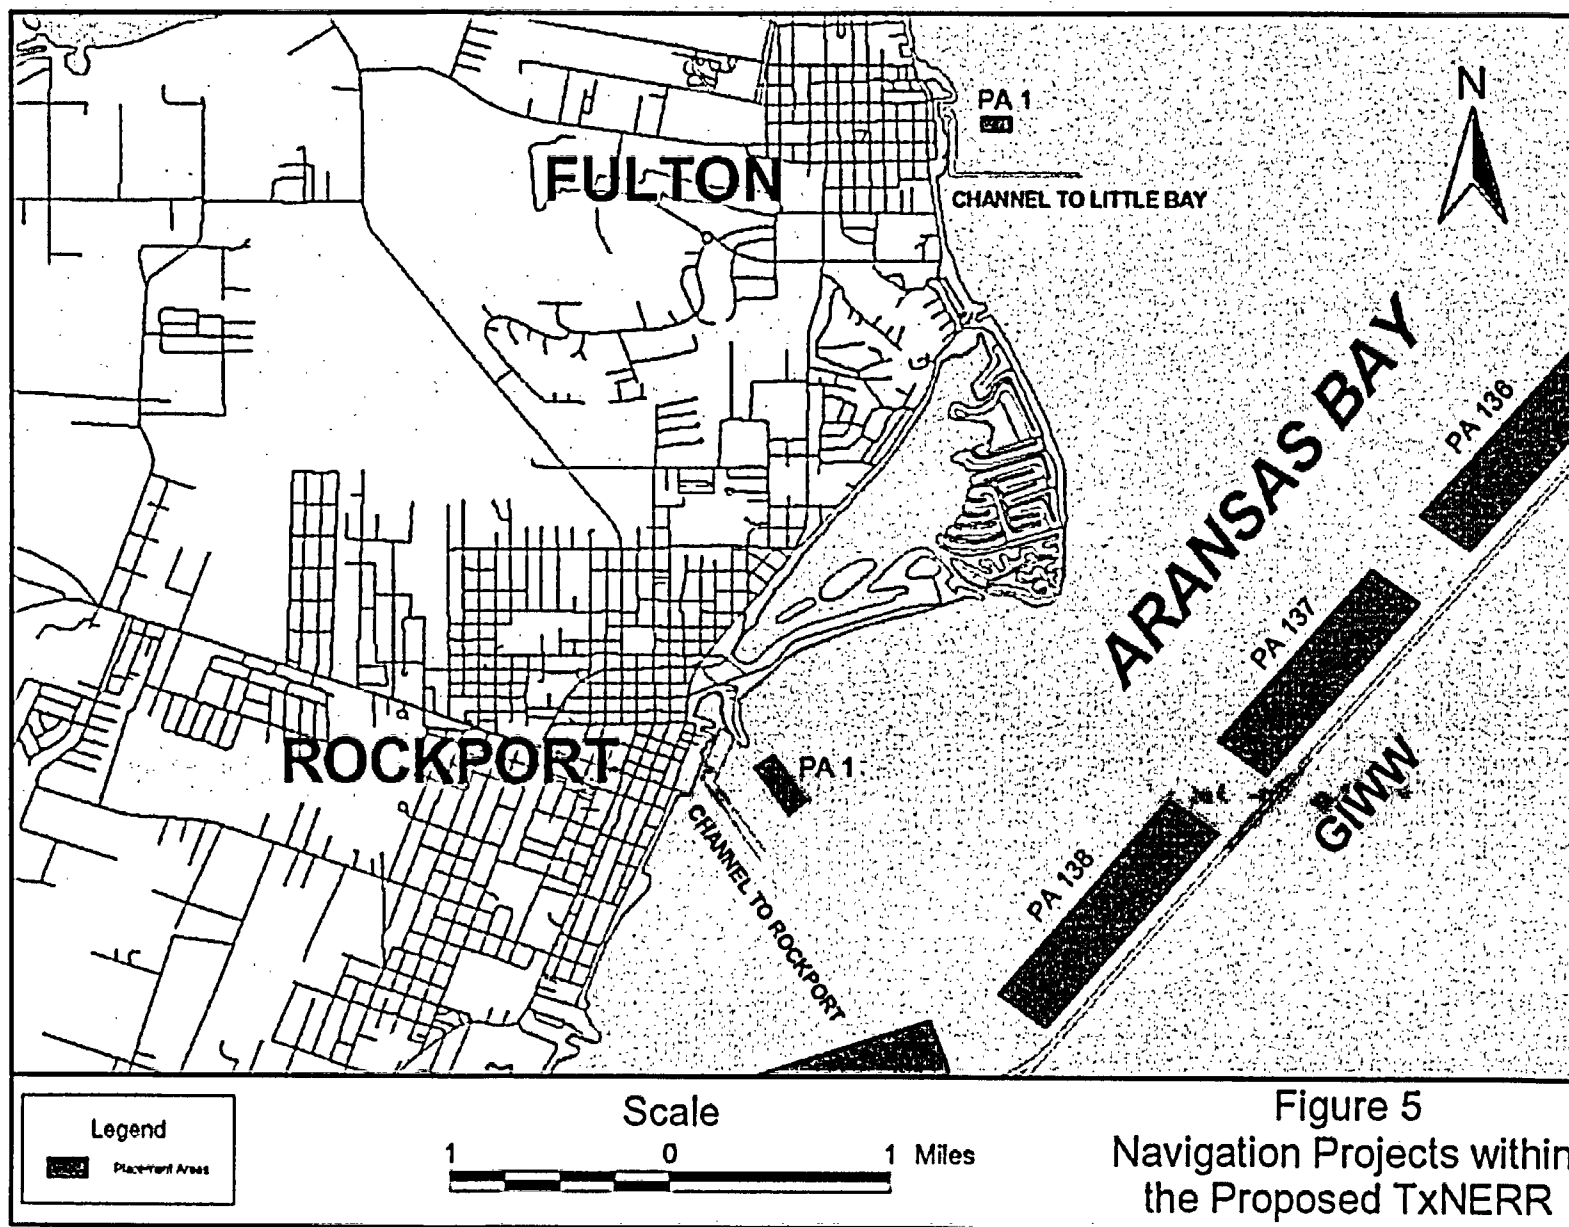 PA 1
N
FULTON
CHANNEL TO LITTLE BAY
ARANSAS BAY
PA 136
PA 137
ROCKPORT
PA 1
GIWW
CHANNEL TO ROCKPORT
PA 138
Legend
Placement Areas
Scale
1 0 1 Miles
Figure 5
Navigation Projects within
the Proposed TxNERR